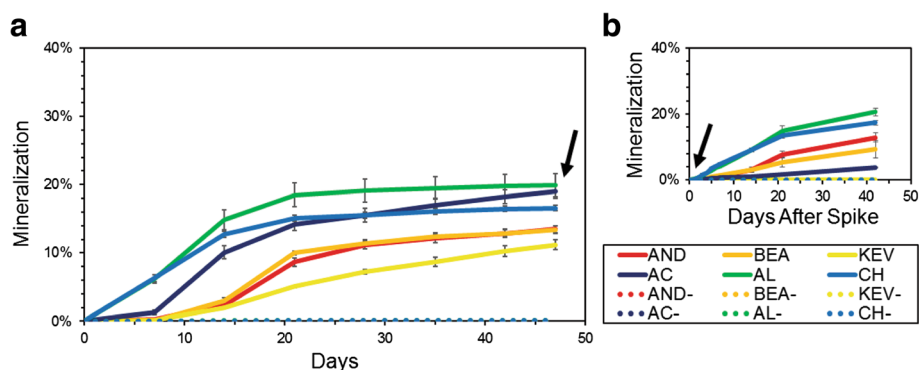 a
40%
30%
20%
10%
0%
Mineralization
0 10 20 30 40 50
Days
b
40%
20%
0%
Mineralization
0 10 20 30 40 50
Days After Spike
AND BEA KEV
AC AL CH
AND- BEA- KEV-
AC- AL- CH-